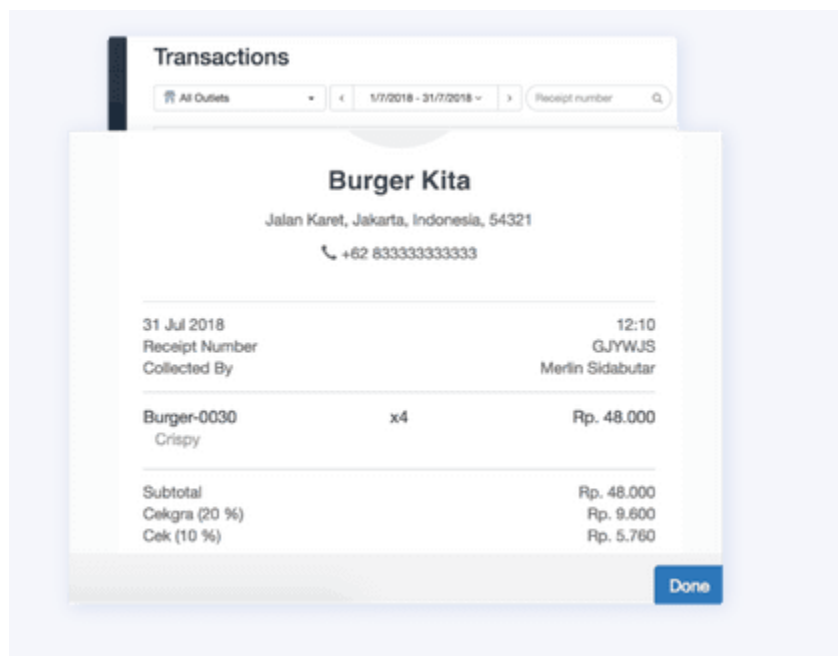 Transactions
All Outlets 1/7/2018 - 31/7/2018 Receipt number
Burger Kita
Jalan Karet, Jakarta, Indonesia, 54321
+62 833333333333
31 Jul 2018 12:10
Receipt Number GJYWJS
Collected By Merlin Sidabutar
Burger-0030 x4 Rp. 48.000
Crispy
Subtotal Rp. 48.000
Cekgra (20 %) Rp. 9.600
Cek (10 %) Rp. 5.760
Done